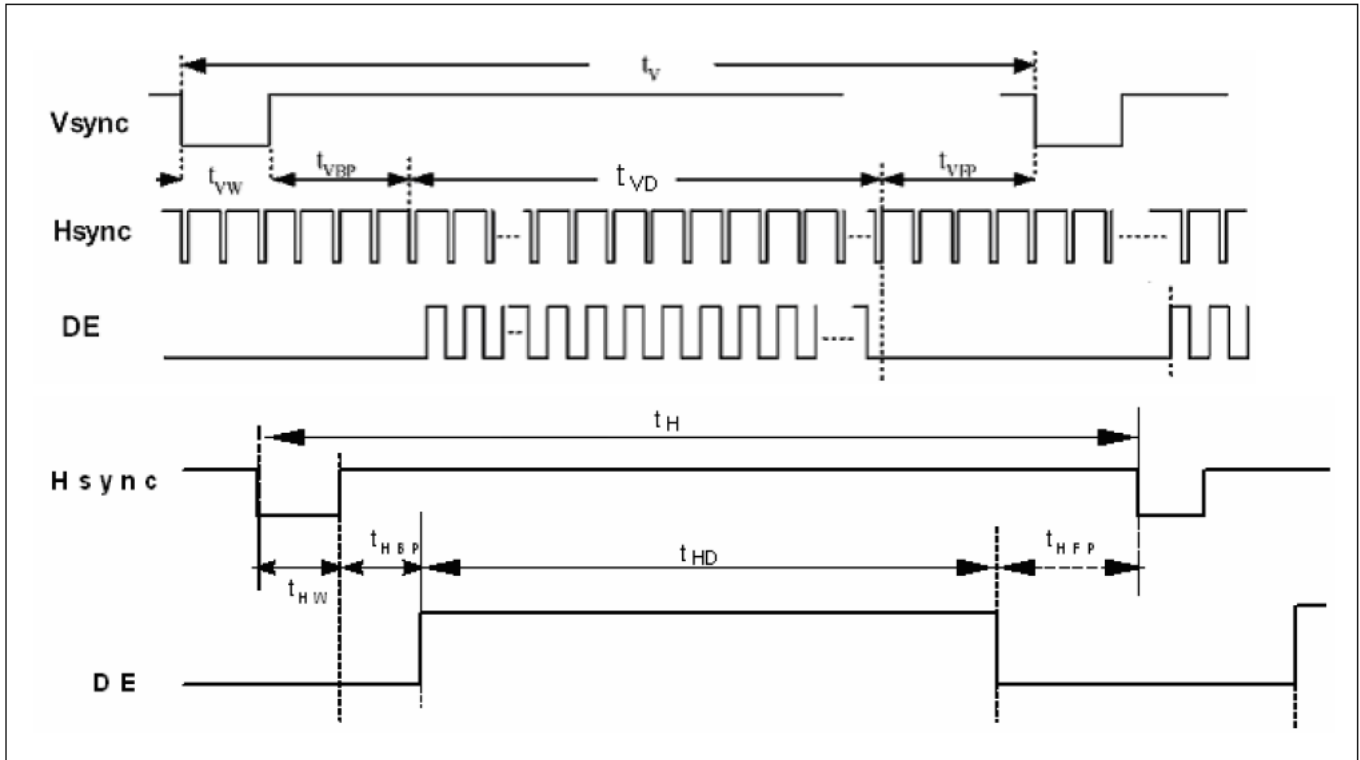 tV
Vsync
tVW
tVBP
tVD
tVFP
Hsync
DE
tH
Hsync
tHBP
tHD
tHFP
tHW
DE